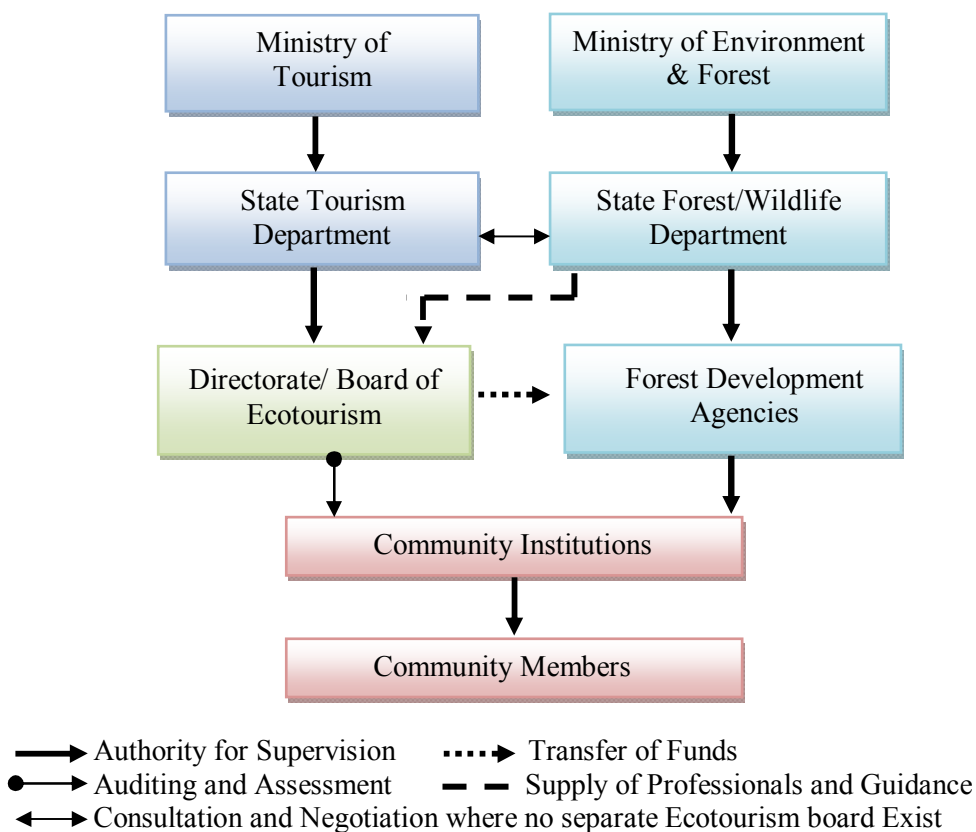 Ministry of
Tourism
Ministry of Environment
& Forest
State Tourism
Department
State Forest/Wildlife
Department
Directorate/ Board of
Ecotourism
Forest Development
Agencies
Community Institutions
Community Members
Authority for Supervision
Transfer of Funds
Auditing and Assessment
Supply of Professionals and Guidance
Consultation and Negotiation where no separate Ecotourism board Exist